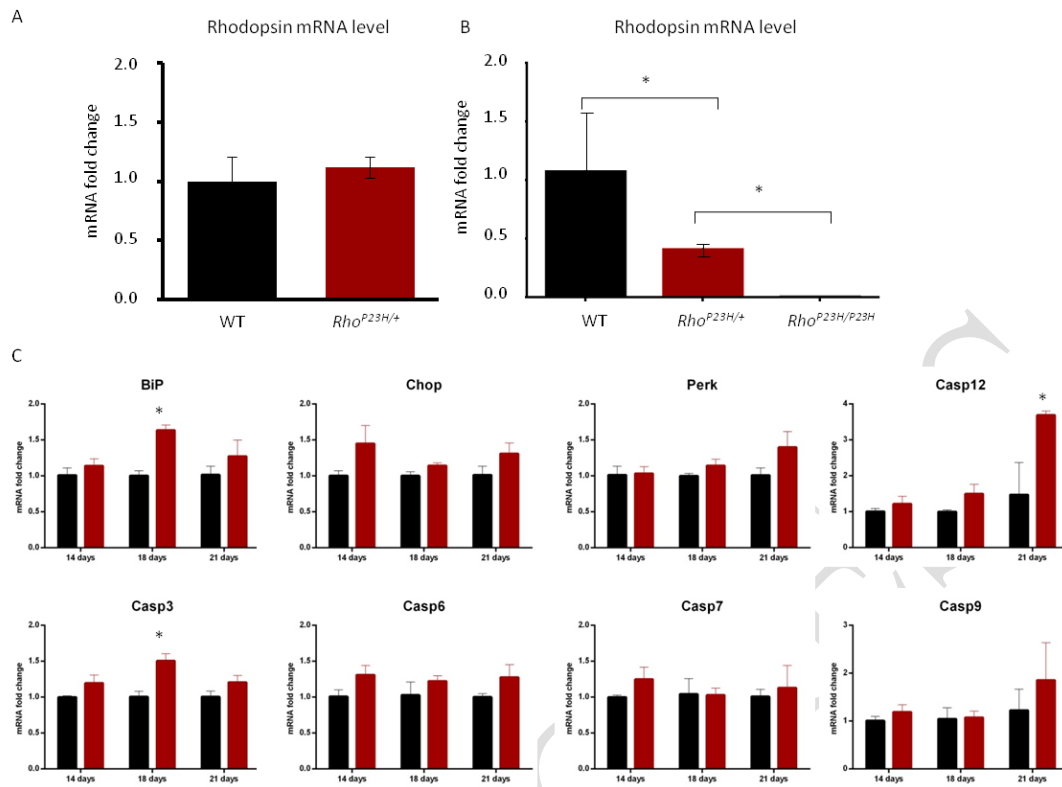 A
Rhodopsin mRNA level
mRNA fold change
2.0
1.5
1.0
0.5
0.0
WT
Rho^P23H/+
B
Rhodopsin mRNA level
mRNA fold change
2.0
1.5
1.0
0.5
0.0
*
*
WT
Rho^P23H/+
Rho^P23H/P23H
C
BiP
mRNA fold change
2.0
1.5
1.0
0.5
0.0
*
14 days
18 days
21 days
Chop
mRNA fold change
2.0
1.5
1.0
0.5
0.0
14 days
18 days
21 days
Perk
mRNA fold change
2.0
1.5
1.0
0.5
0.0
14 days
18 days
21 days
Casp12
mRNA fold change
4
3
2
1
0
*
14 days
18 days
21 days
Casp3
mRNA fold change
2.0
1.5
1.0
0.5
0.0
*
14 days
18 days
21 days
Casp6
mRNA fold change
2.0
1.5
1.0
0.5
0.0
14 days
18 days
21 days
Casp7
mRNA fold change
2.0
1.5
1.0
0.5
0.0
14 days
18 days
21 days
Casp9
mRNA fold change
3
2
1
0
14 days
18 days
21 days